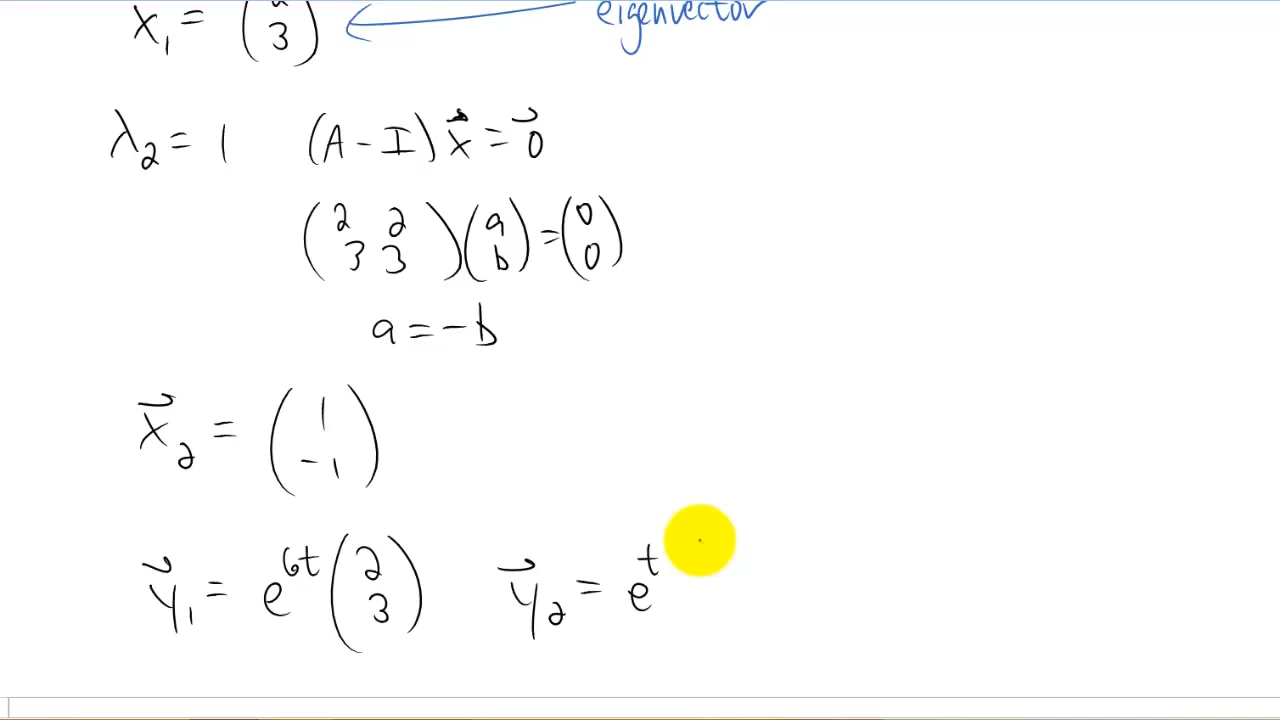 x₁ = (2 3) eigenvector
λ₂ = 1 (A - I) x⃗ = 0⃗
(2 2
3 3) (a
b) = (0
0)
a = -b
x⃗₂ = (1
-1)
y⃗₁ = e^{6t} (2
3) y⃗₂ = e^t